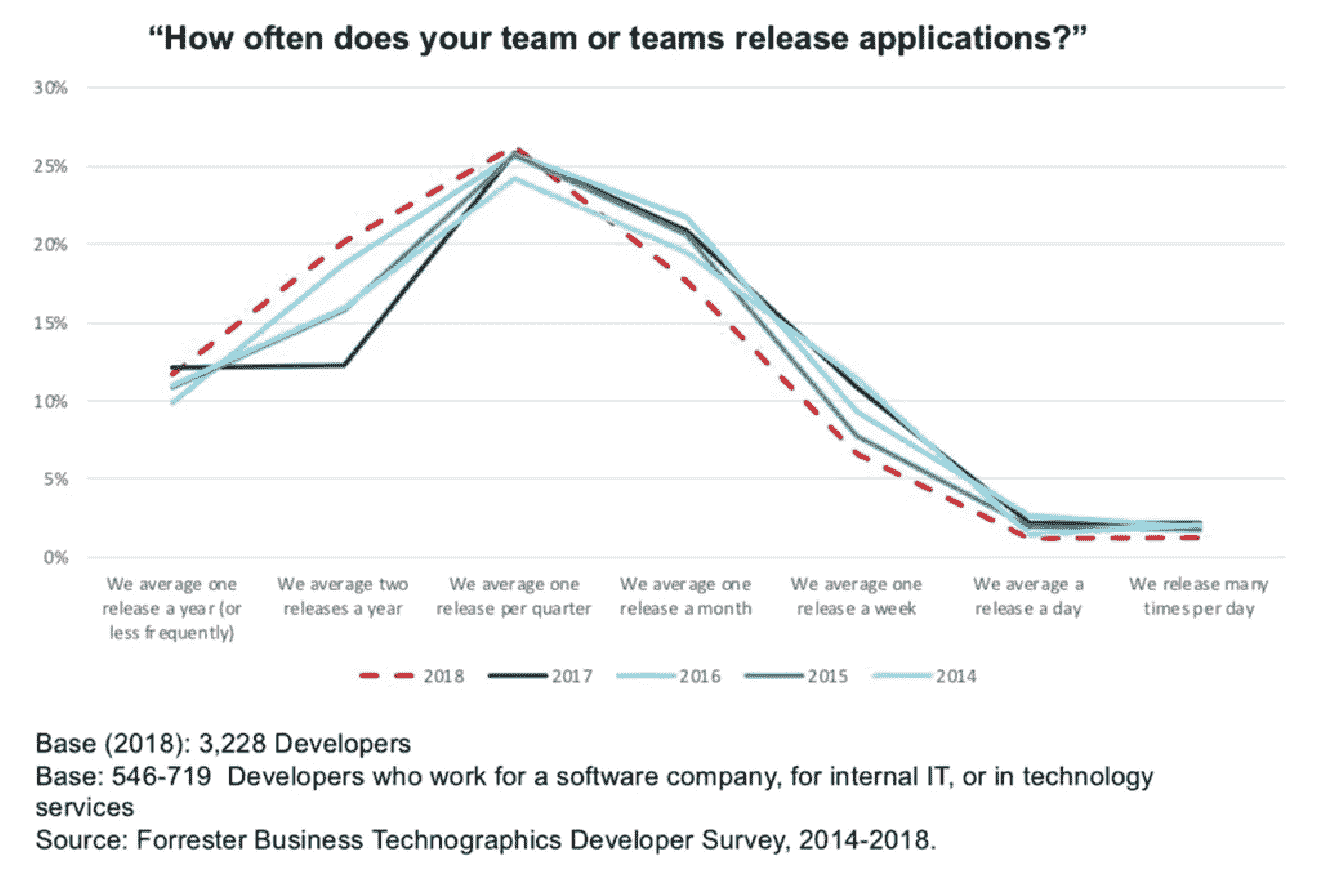 “How often does your team or teams release applications?”
30%
25%
20%
15%
10%
5%
0%
We average one
release a year (or
less frequently)
We average two
releases a year
We average one
release per quarter
We average one
release a month
We average one
release a week
We average a
release a day
We release many
times per day
2018
2017
2016
2015
2014
Base (2018): 3,228 Developers
Base: 546-719 Developers who work for a software company, for internal IT, or in technology
services
Source: Forrester Business Technographics Developer Survey, 2014-2018.